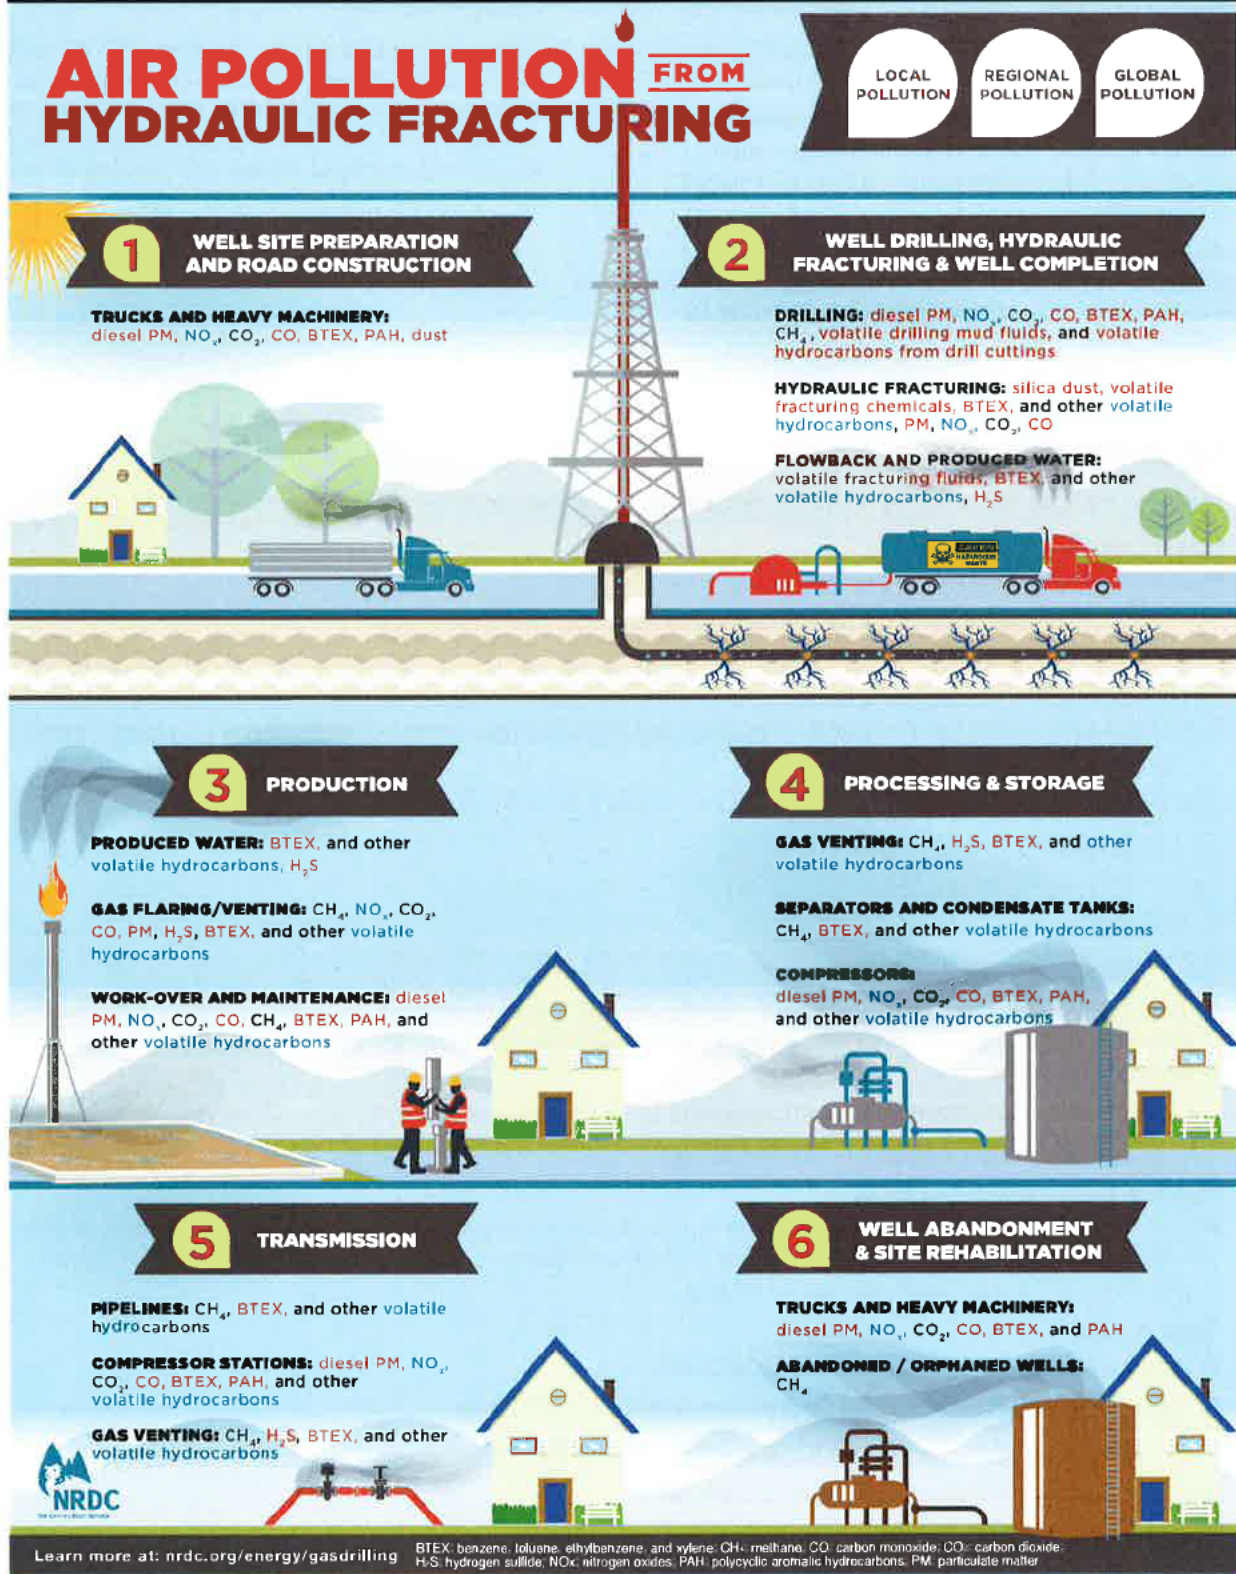 AIR POLLUTION FROM
HYDRAULIC FRACTURING
LOCAL
POLLUTION
REGIONAL
POLLUTION
GLOBAL
POLLUTION
1
WELL SITE PREPARATION
AND ROAD CONSTRUCTION
TRUCKS AND HEAVY MACHINERY:
diesel PM, NOₓ, CO₂, CO, BTEX, PAH, dust
2
WELL DRILLING, HYDRAULIC
FRACTURING & WELL COMPLETION
DRILLING: diesel PM, NOₓ, CO₂, CO, BTEX, PAH,
CH₄, volatile drilling mud fluids, and volatile
hydrocarbons from drill cuttings
HYDRAULIC FRACTURING: silica dust, volatile
fracturing chemicals, BTEX, and other volatile
hydrocarbons, PM, NOₓ, CO₂, CO
FLOWBACK AND PRODUCED WATER:
volatile fracturing fluids, BTEX, and other
volatile hydrocarbons, H₂S
CAUTION
HAZARDOUS
WASTE
3
PRODUCTION
PRODUCED WATER: BTEX, and other
volatile hydrocarbons, H₂S
GAS FLARING/VENTING: CH₄, NOₓ, CO₂,
CO, PM, H₂S, BTEX, and other volatile
hydrocarbons
WORK-OVER AND MAINTENANCE: diesel
PM, NOₓ, CO₂, CO, CH₄, BTEX, PAH, and
other volatile hydrocarbons
4
PROCESSING & STORAGE
GAS VENTING: CH₄, H₂S, BTEX, and other
volatile hydrocarbons
SEPARATORS AND CONDENSATE TANKS:
CH₄, BTEX, and other volatile hydrocarbons
COMPRESSORS:
diesel PM, NOₓ, CO₂, CO, BTEX, PAH,
and other volatile hydrocarbons
5
TRANSMISSION
PIPELINES: CH₄, BTEX, and other volatile
hydrocarbons
COMPRESSOR STATIONS: diesel PM, NOₓ,
CO₂, CO, BTEX, PAH, and other
volatile hydrocarbons
GAS VENTING: CH₄, H₂S, BTEX, and other
volatile hydrocarbons
6
WELL ABANDONMENT
& SITE REHABILITATION
TRUCKS AND HEAVY MACHINERY:
diesel PM, NOₓ, CO₂, CO, BTEX, and PAH
ABANDONED / ORPHANED WELLS:
CH₄
NRDC
Learn more at: nrdc.org/energy/gasdrilling
BTEX: benzene, toluene, ethylbenzene, and xylene; CH₄: methane; CO: carbon monoxide; CO₂: carbon dioxide;
H₂S: hydrogen sulfide; NOx: nitrogen oxides; PAH: polycyclic aromatic hydrocarbons; PM: particulate matter